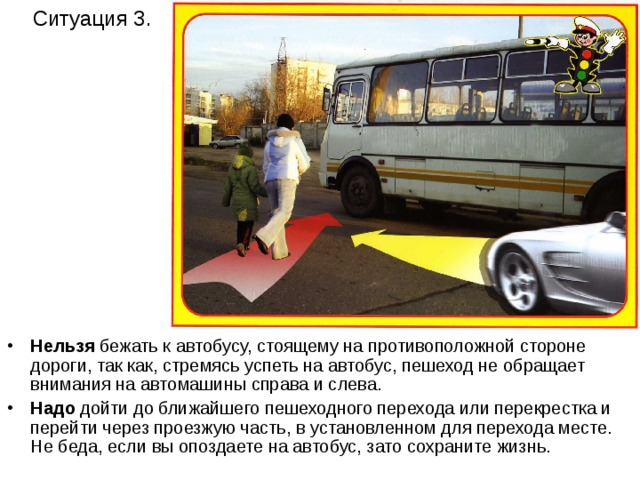 Ситуация 3.
• Нельзя бежать к автобусу, стоящему на противоположной стороне
дороги, так как, стремясь успеть на автобус, пешеход не обращает
внимания на автомашины справа и слева.
• Надо дойти до ближайшего пешеходного перехода или перекрестка и
перейти через проезжую часть, в установленном для перехода месте.
Не беда, если вы опоздаете на автобус, зато сохраните жизнь.